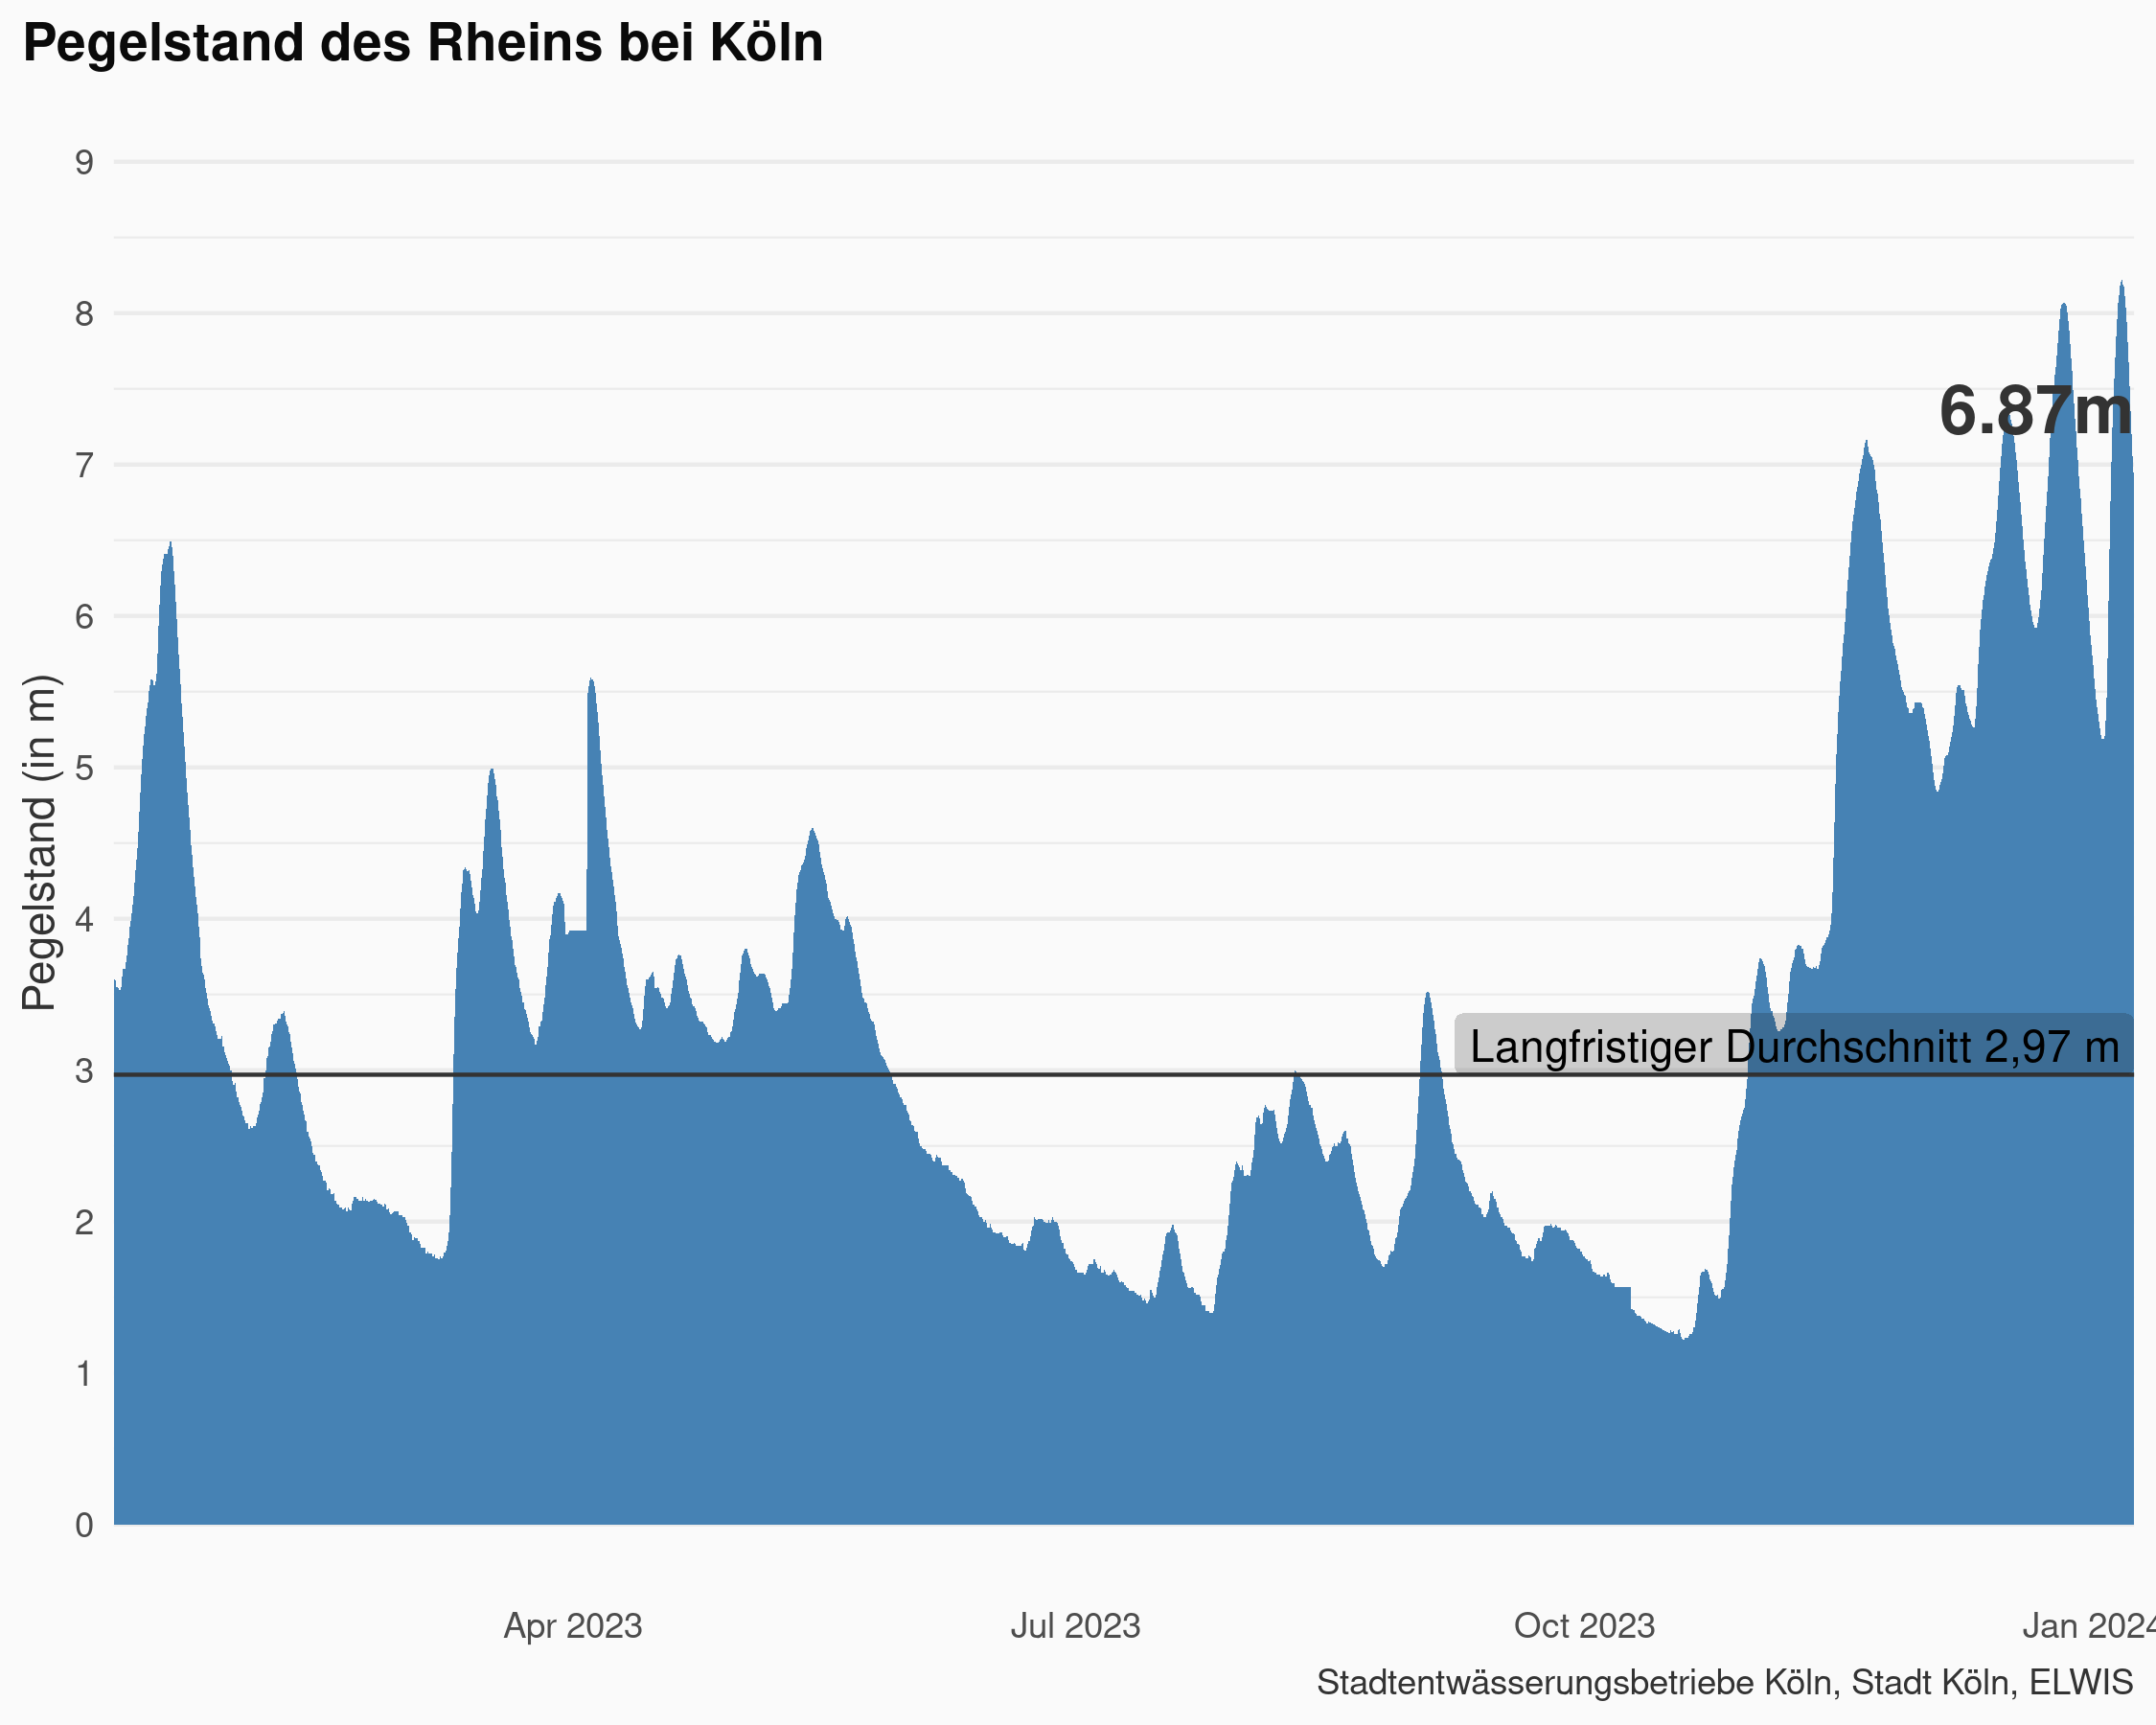 Pegelstand des Rheins bei Köln
Pegelstand (in m)
9
8
7
6
5
4
3
2
1
0
6.87m
Langfristiger Durchschnitt 2,97 m
Apr 2023
Jul 2023
Oct 2023
Jan 2024
Stadtentwässerungsbetriebe Köln, Stadt Köln, ELWIS